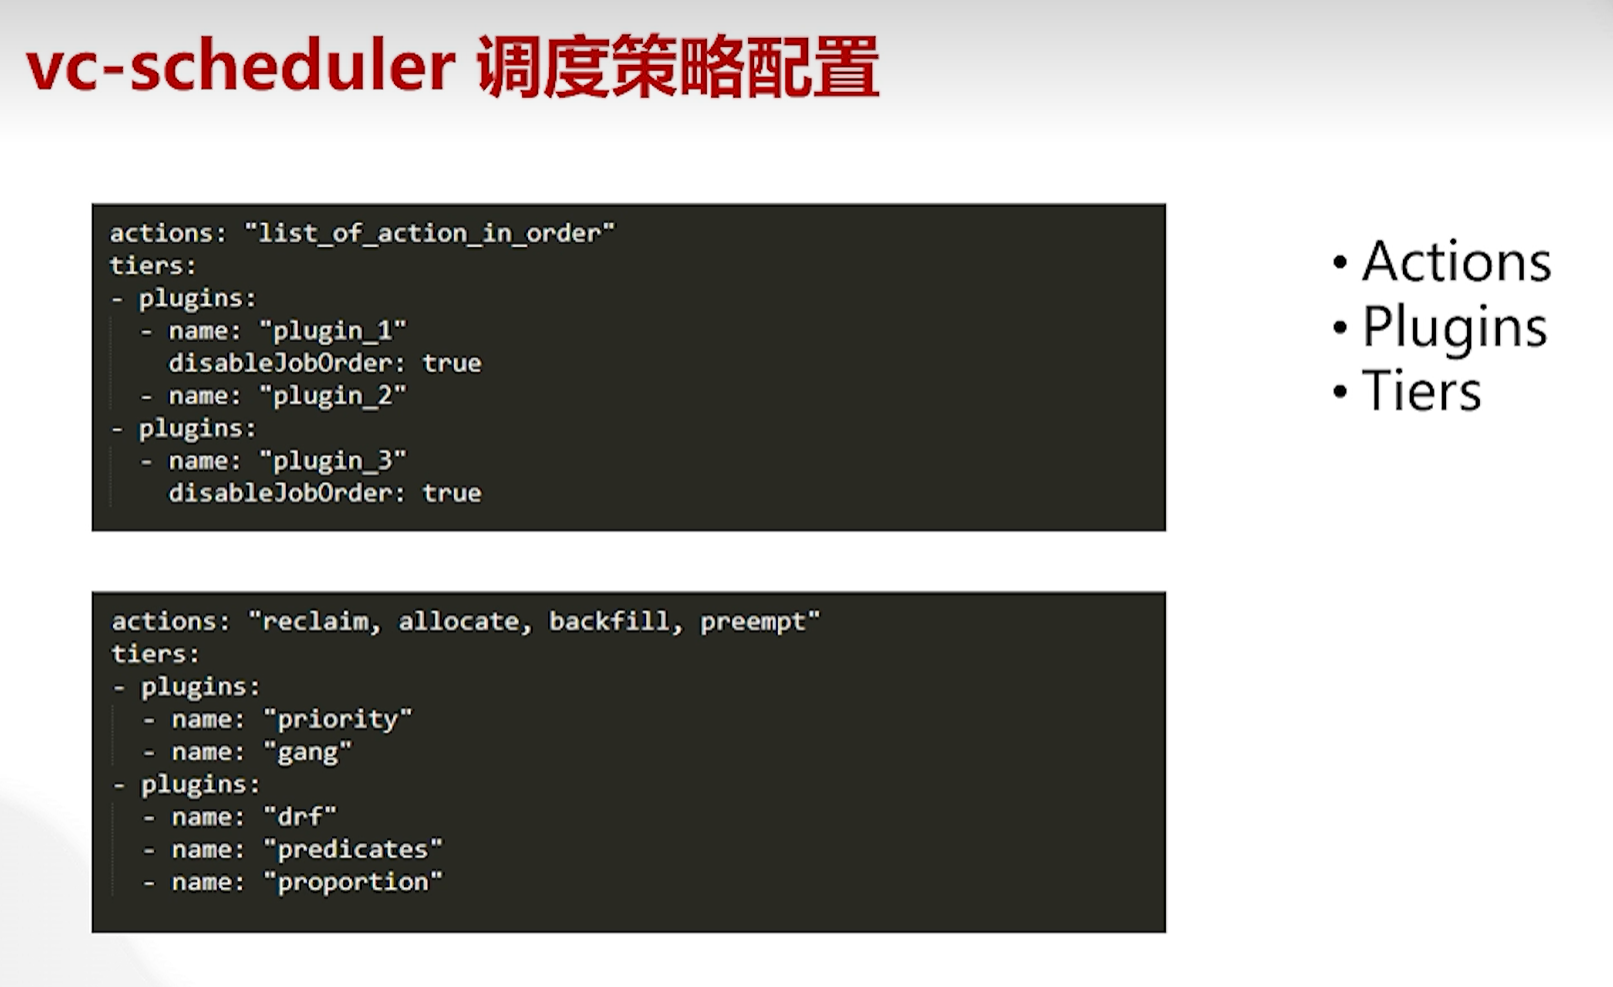 vc-scheduler 调度策略配置
actions: "list_of_action_in_order"
tiers:
- plugins:
  - name: "plugin_1"
    disableJobOrder: true
  - name: "plugin_2"
- plugins:
  - name: "plugin_3"
    disableJobOrder: true
• Actions
• Plugins
• Tiers
actions: "reclaim, allocate, backfill, preempt"
tiers:
- plugins:
  - name: "priority"
  - name: "gang"
- plugins:
  - name: "drf"
  - name: "predicates"
  - name: "proportion"